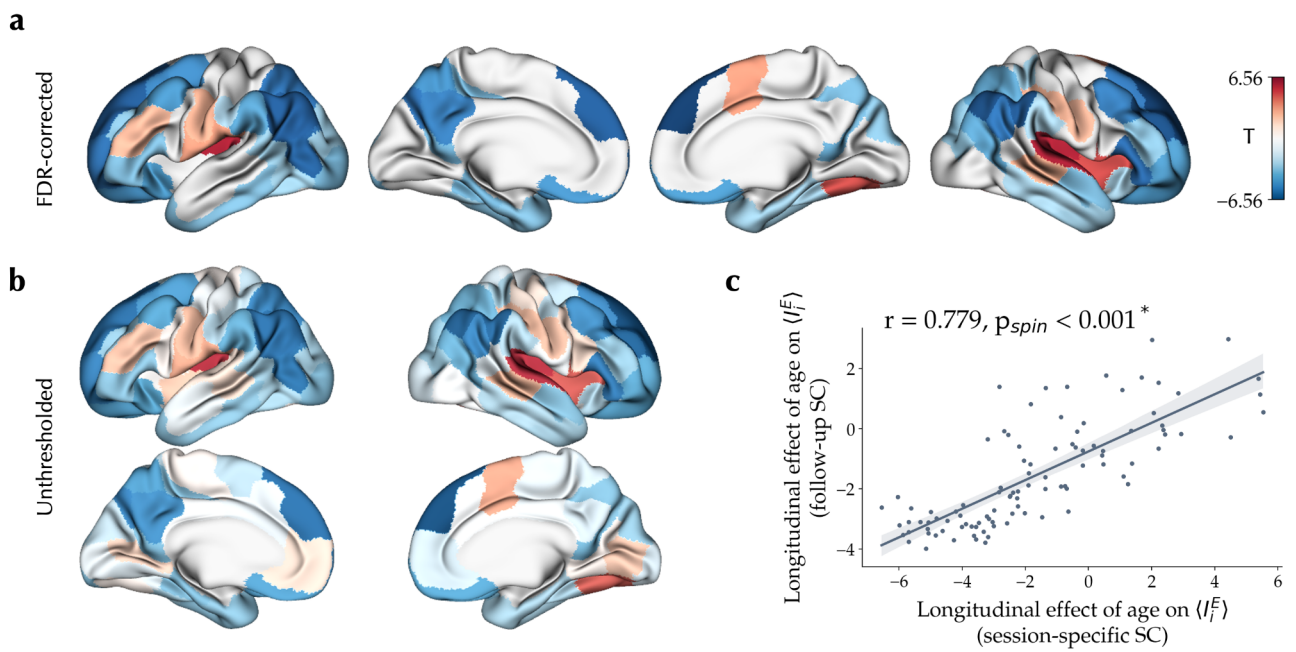 a
FDR-corrected
6.56
T
−6.56
b
Unthresholded
c
r = 0.779, p_spin < 0.001*
Longitudinal effect of age on ⟨I_i^E⟩
(follow-up SC)
2
0
−2
−4
−6
−4
−2
0
2
4
6
Longitudinal effect of age on ⟨I_i^E⟩
(session-specific SC)